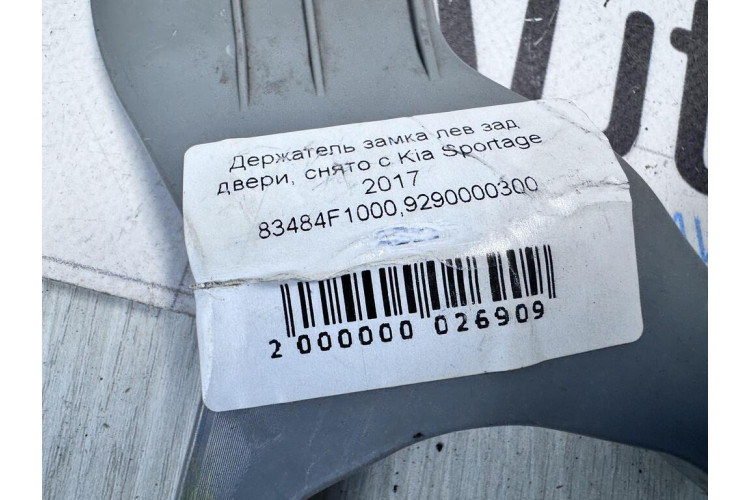 Держатель замка лев зад
двери, снято с Kia Sportage
2017
83484F1000,9290000300
2 000000 026909